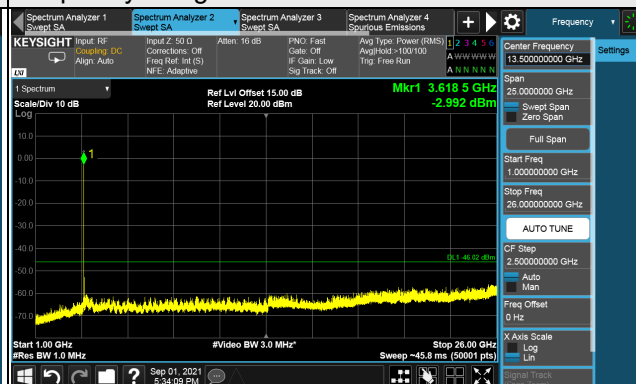 Spectrum Analyzer 1
Swept SA
Spectrum Analyzer 2
Swept SA
Spectrum Analyzer 3
Swept SA
Spectrum Analyzer 4
Spurious Emissions
Frequency
KEYSIGHT
Input: RF
Coupling: DC
Align: Auto
Input Z: 50 Ω
Corrections: Off
Freq Ref: Int (S)
NFE: Adaptive
Atten: 16 dB
PNO: Fast
Gate: Off
IF Gain: Low
Sig Track: Off
Avg Type: Power (RMS)
Avg|Hold:>100/100
Trig: Free Run
1 2 3 4 5 6
A W W W W W
A N N N N N
LXI
1 Spectrum
Scale/Div 10 dB
Log
Ref Lvl Offset 15.00 dB
Ref Level 20.00 dBm
Mkr1 3.618 5 GHz
-2.992 dBm
10.0
0.00
-10.0
-20.0
-30.0
-40.0
-50.0
-60.0
-70.0
1
DL1 -46.02 dBm
Start 1.00 GHz
#Res BW 1.0 MHz
#Video BW 3.0 MHz*
Stop 26.00 GHz
Sweep ~45.8 ms (50001 pts)
Sep 01, 2021
5:34:09 PM
Center Frequency
13.500000000 GHz
Span
25.0000000 GHz
Swept Span
Zero Span
Full Span
Start Freq
1.000000000 GHz
Stop Freq
26.000000000 GHz
AUTO TUNE
CF Step
2.500000000 GHz
Auto
Man
Freq Offset
0 Hz
X Axis Scale
Log
Lin
Signal Track
Settings